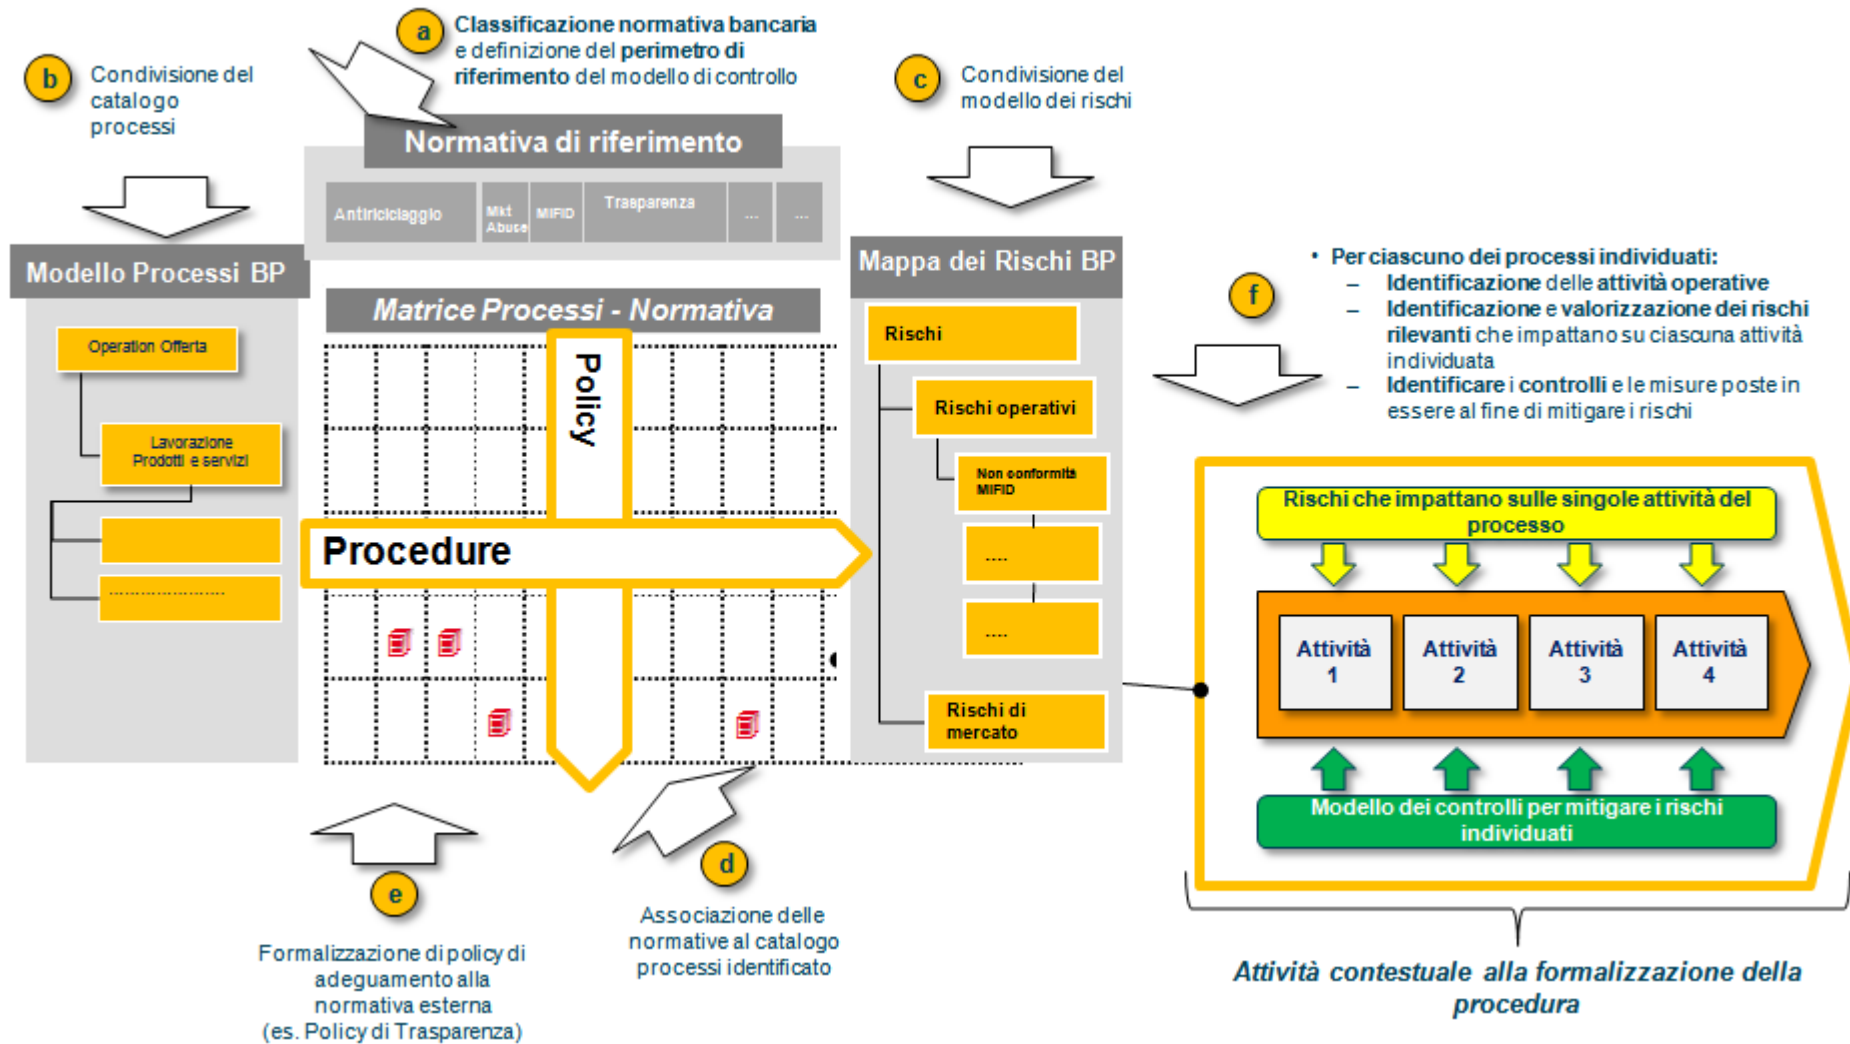 a
Classificazione normativa bancaria
e definizione del perimetro di
riferimento del modello di controllo
b
Condivisione del
catalogo
processi
c
Condivisione del
modello dei rischi
Normativa di riferimento
Antiriciclaggio
Mkt
Abuse
MIFID
Trasparenza
...
...
Modello Processi BP
Operation Offerta
Lavorazione
Prodotti e servizi
.....................
Matrice Processi - Normativa
Policy
Procedure
Mappa dei Rischi BP
Rischi
Rischi operativi
Non conformità
MIFID
....
....
Rischi di
mercato
f
• Per ciascuno dei processi individuati:
– Identificazione delle attività operative
– Identificazione e valorizzazione dei rischi
rilevanti che impattano su ciascuna attività
individuata
– Identificare i controlli e le misure poste in
essere al fine di mitigare i rischi
Rischi che impattano sulle singole attività del
processo
Attività
1
Attività
2
Attività
3
Attività
4
Modello dei controlli per mitigare i rischi
individuati
Attività contestuale alla formalizzazione della
procedura
e
Formalizzazione di policy di
adeguamento alla
normativa esterna
(es. Policy di Trasparenza)
d
Associazione delle
normative al catalogo
processi identificato